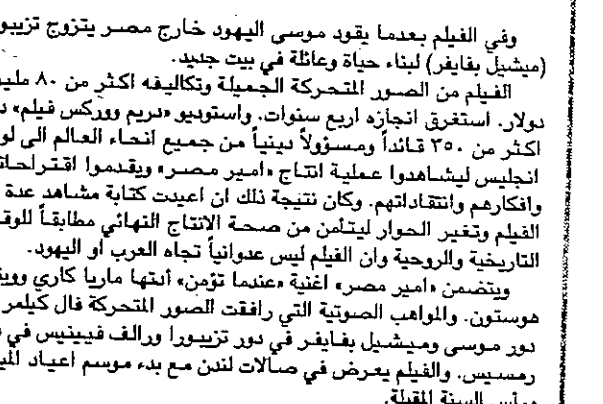 وفي الفيلم بعدما يقود موسى اليهود خارج مصر يتزوج
(ميشيل بفايفر) لبناء حياة وعائلة في بيت جديد.
الفيلم من الصور المتحركة الجميلة وتكاليفه اكثر من ٨٠
دولار. استغرق انجازه اربع سنوات. واستوديو «دريم ووركس فيلم»
اكثر من ٣٥٠ قائداً ومسؤولاً دينياً من جميع انحاء العالم الى
انجليس ليشاهدوا عملية انتاج «امير مصر» ويقدموا
وافكارهم وانتقاداتهم. وكان نتيجة ذلك ان اعيدت كتابة مشاهد عدة
الفيلم وتغير الحوار ليتأمن من صحة الانتاج النهائي مطابقاً
التاريخية والروحية وان الفيلم ليس عدوانياً تجاه العرب او اليهود.
ويتضمن «امير مصر» اغنية «عندما تؤمن» أدتها ماريا كاري
هوستون. والمواهب الصوتية التي رافقت الصور المتحركة فال كيلمر
دور موسى وميشيل بفايفر في دور تزيبورا ورالف فيينيس في
رمسيس. والفيلم يعرض في صالات لندن مع بدء موسم اعياد
ورأس السنة المقبلة.